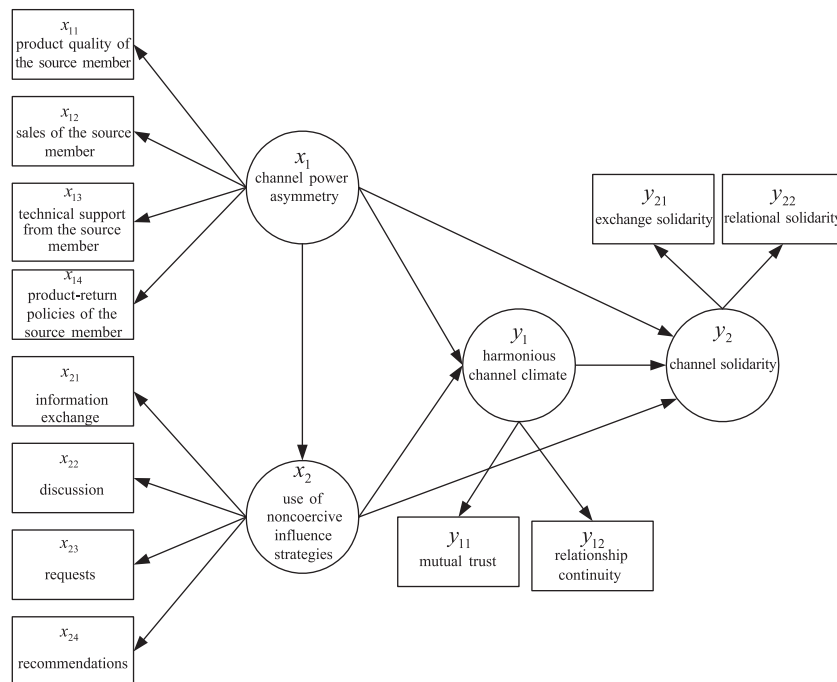 x11
product quality of
the source member
x12
sales of the source
member
x13
technical support
from the source
member
x14
product-return
policies of the
source member
x21
information
exchange
x22
discussion
x23
requests
x24
recommendations
x1
channel power
asymmetry
x2
use of
noncoercive
influence
strategies
y1
harmonious
channel climate
y11
mutual trust
y12
relationship
continuity
y21
exchange solidarity
y22
relational solidarity
y2
channel solidarity